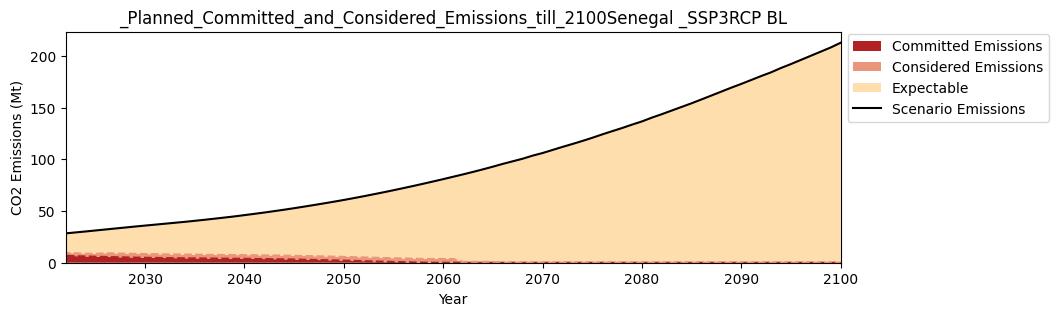 _Planned_Committed_and_Considered_Emissions_till_2100Senegal _SSP3RCP BL
Committed Emissions
Considered Emissions
Expectable
Scenario Emissions
CO2 Emissions (Mt)
200
150
100
50
0
2030 2040 2050 2060 2070 2080 2090 2100
Year